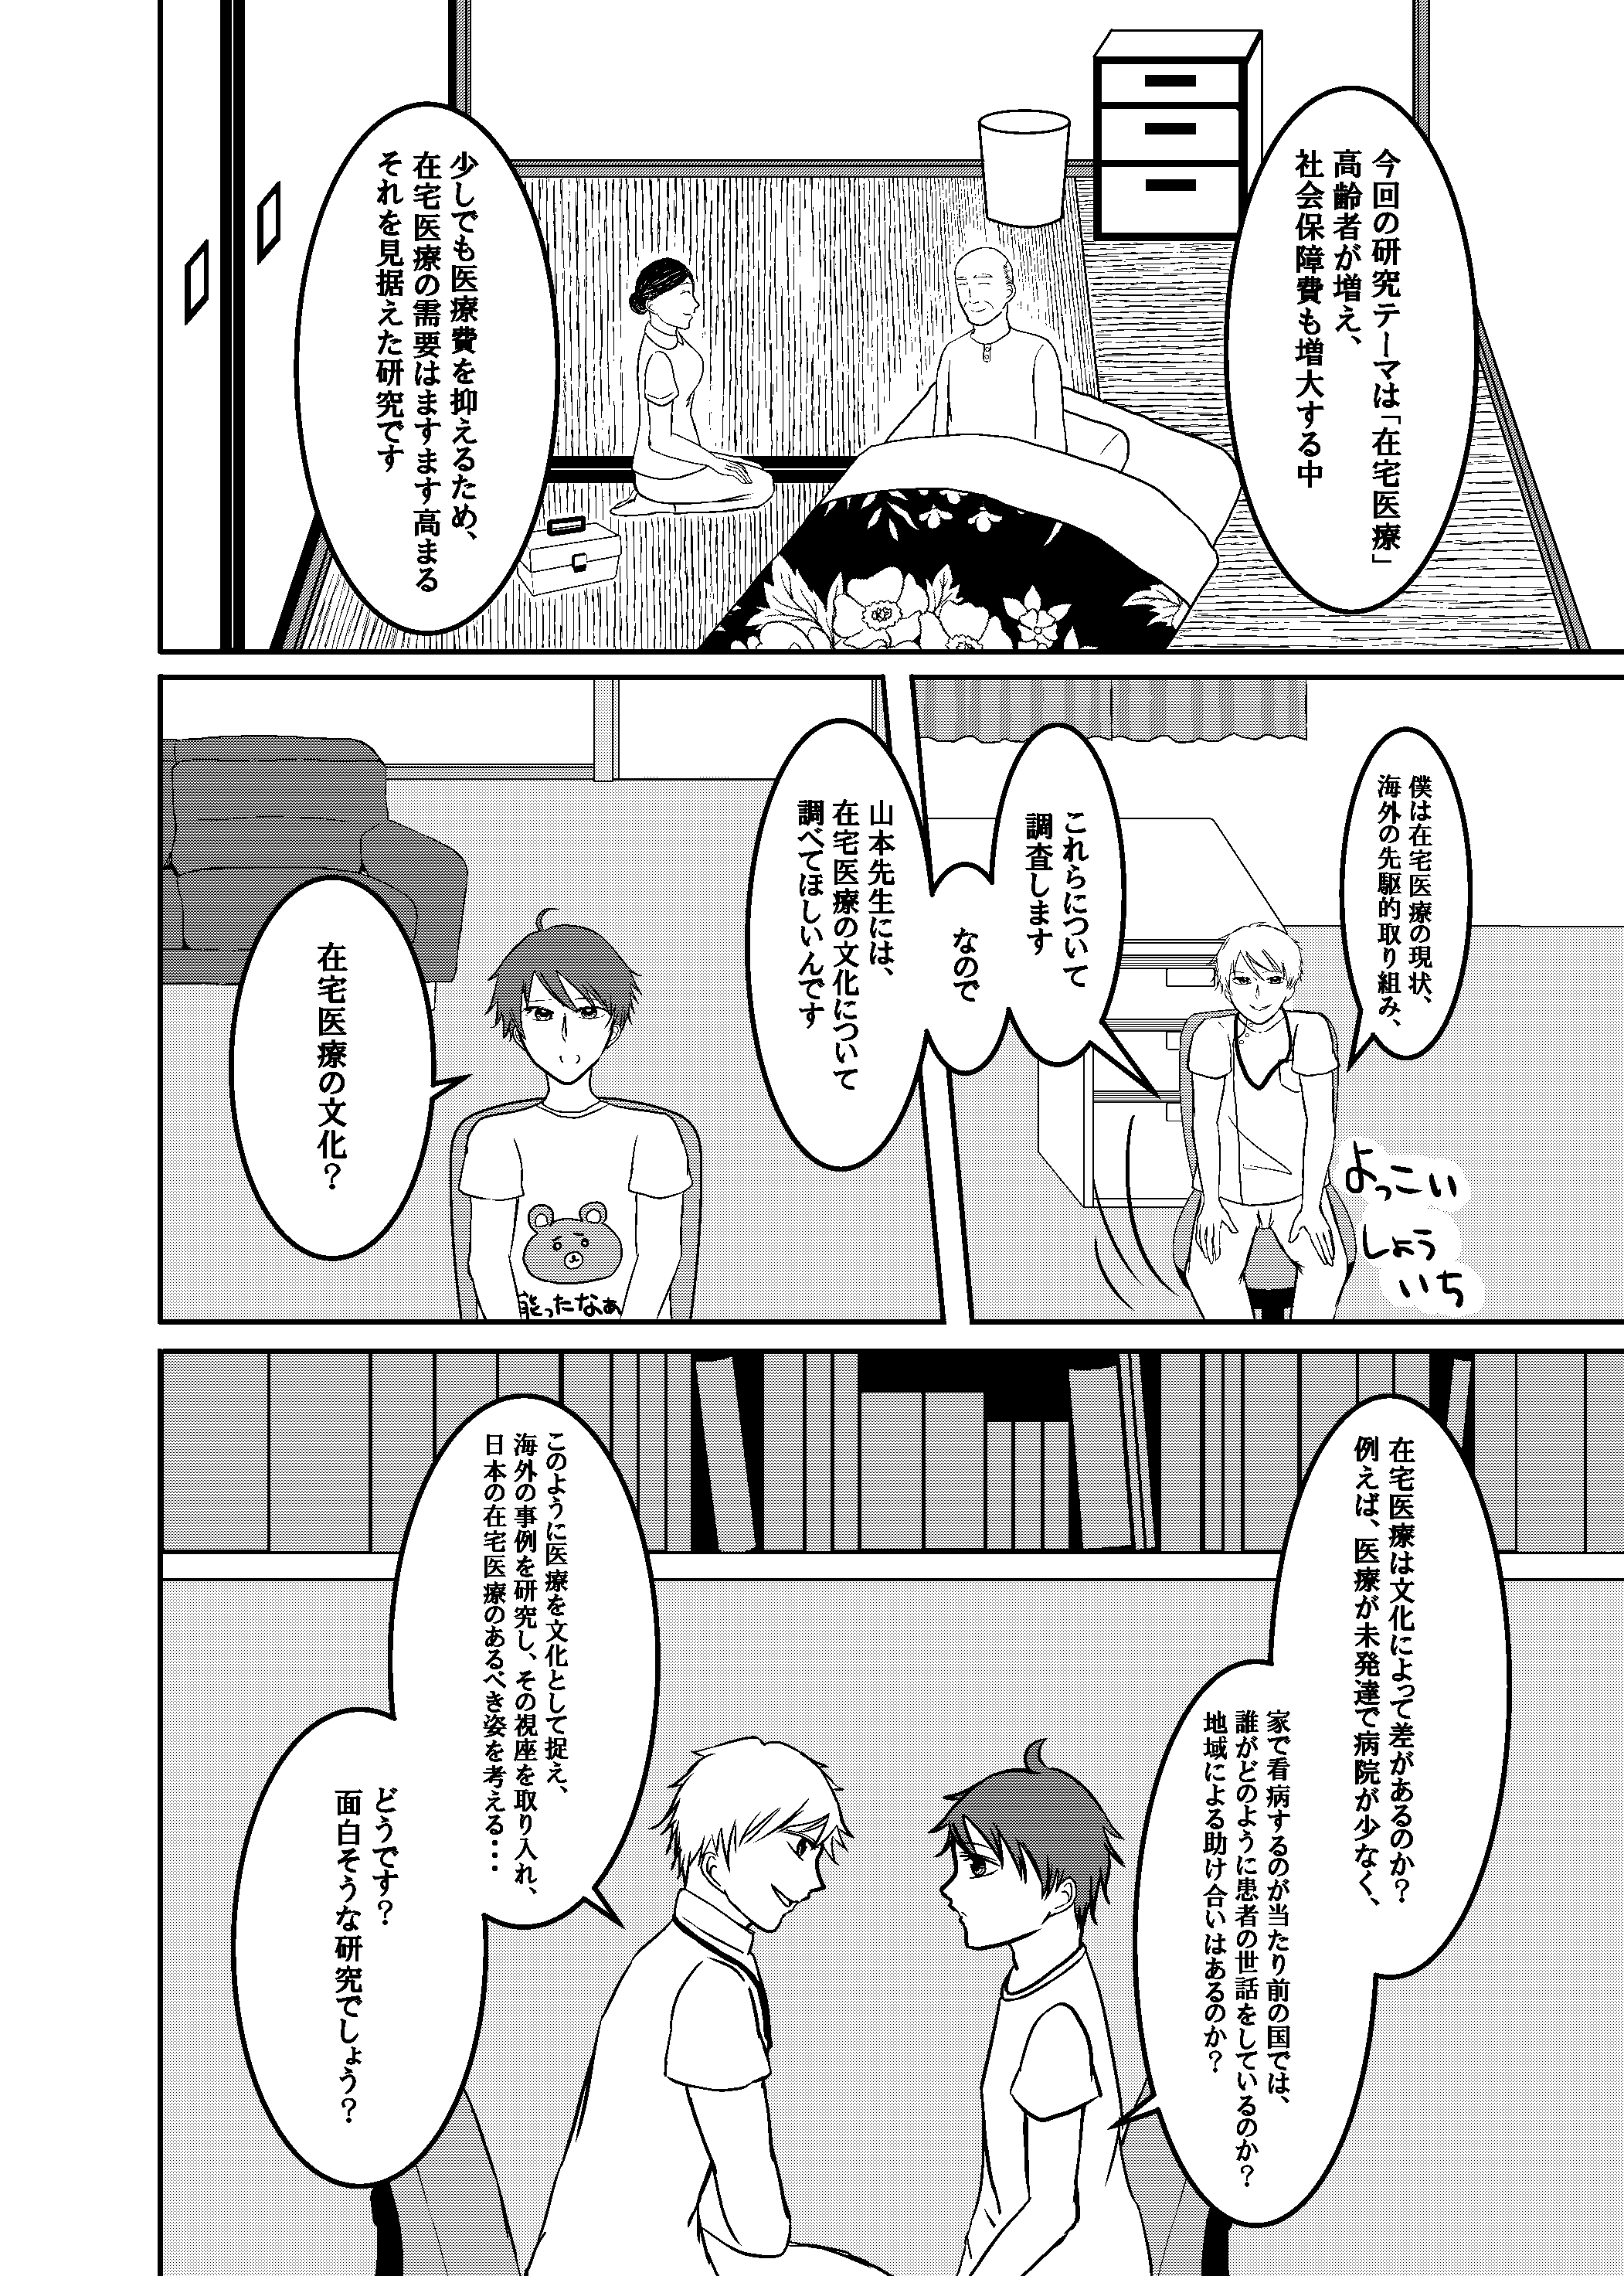 今回の研究テーマは「在宅医療」
高齢者が増え、
社会保障費も増大する中
少しでも医療費を抑えるため、
在宅医療の需要はますます高まる
それを見据えた研究です
僕は在宅医療の現状、
海外の先駆的取り組み、
よっこい
しょう
いち
これらについて
調査します
なので
山本先生には、
在宅医療の文化について
調べてほしいんです
在宅医療の文化？
熊ったなぁ
在宅医療は文化によって差があるのか？
例えば、医療が未発達で病院が少なく、
家で看病するのが当たり前の国では、
誰がどのように患者の世話をしているのか？
地域による助け合いはあるのか？
このように医療を文化として捉え、
海外の事例を研究し、その視座を取り入れ、
日本の在宅医療のあるべき姿を考える・・・
どうです？
面白そうな研究でしょう？